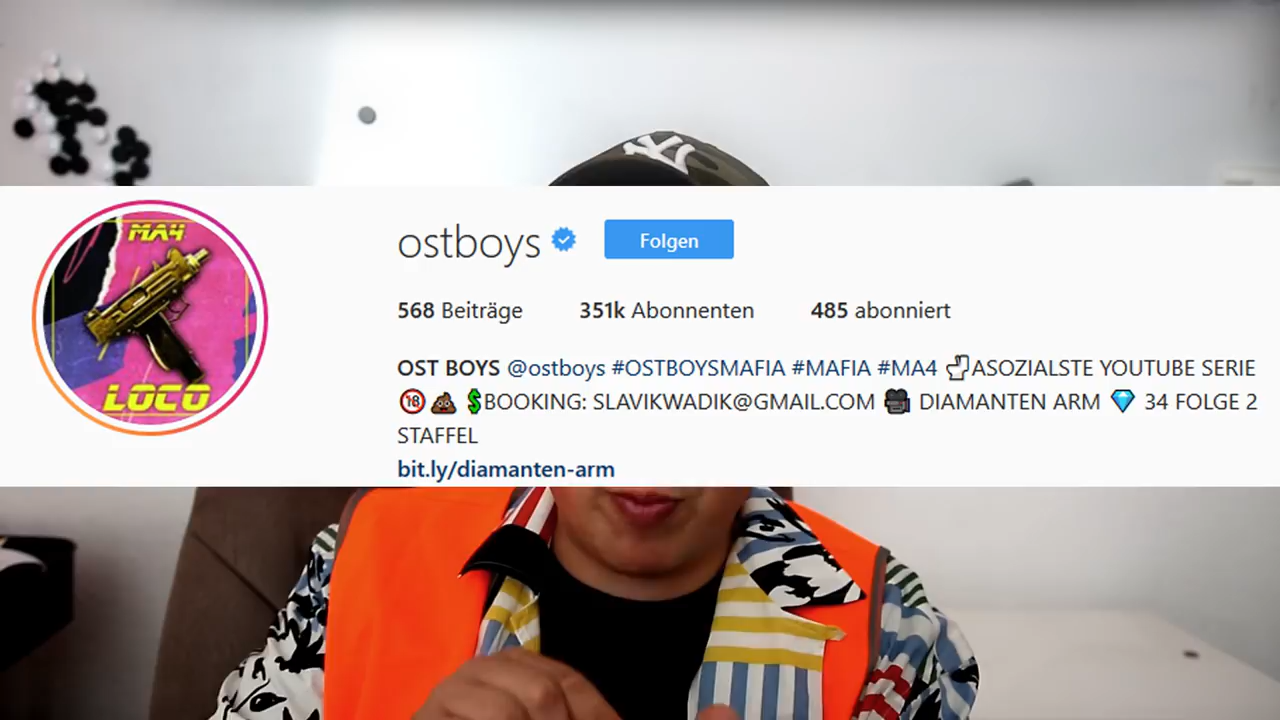 NY
MA4
LOCO
ostboys
Folgen
568 Beiträge 351k Abonnenten 485 abonniert
OST BOYS @ostboys #OSTBOYSMAFIA #MAFIA #MA4 ASOZIALSTE YOUTUBE SERIE
🔞💩💲BOOKING: SLAVIKWADIK@GMAIL.COM 🎥 DIAMANTEN ARM 💎 34 FOLGE 2
STAFFEL
bit.ly/diamanten-arm